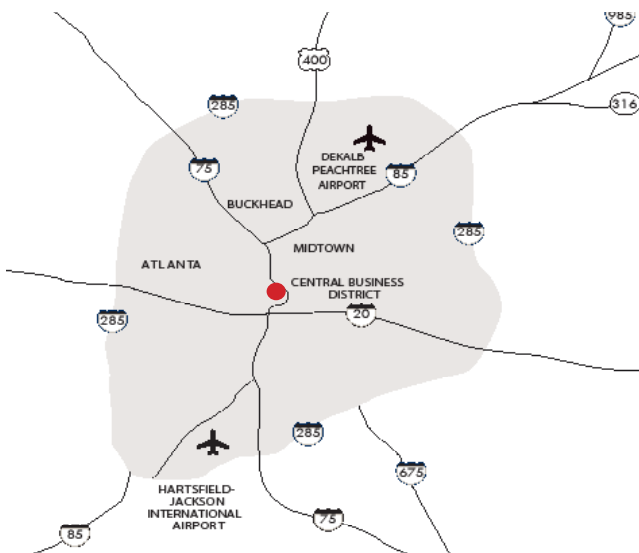 985
400
285
316
DEKALB
PEACHTREE
AIRPORT
75
85
BUCKHEAD
285
MIDTOWN
ATLANTA
CENTRAL BUSINESS
DISTRICT
285
20
285
HARTSFIELD-
JACKSON
INTERNATIONAL
AIRPORT
675
75
85